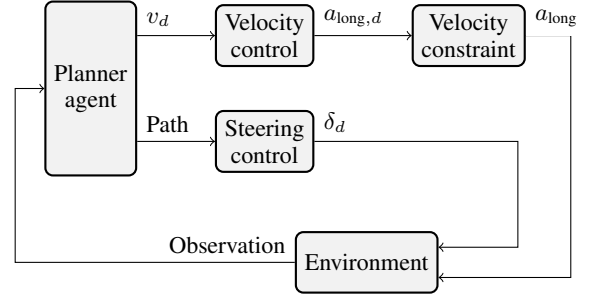 Planner
agent
v_d
Velocity
control
a_long,d
Velocity
constraint
a_long
Path
Steering
control
δ_d
Observation
Environment